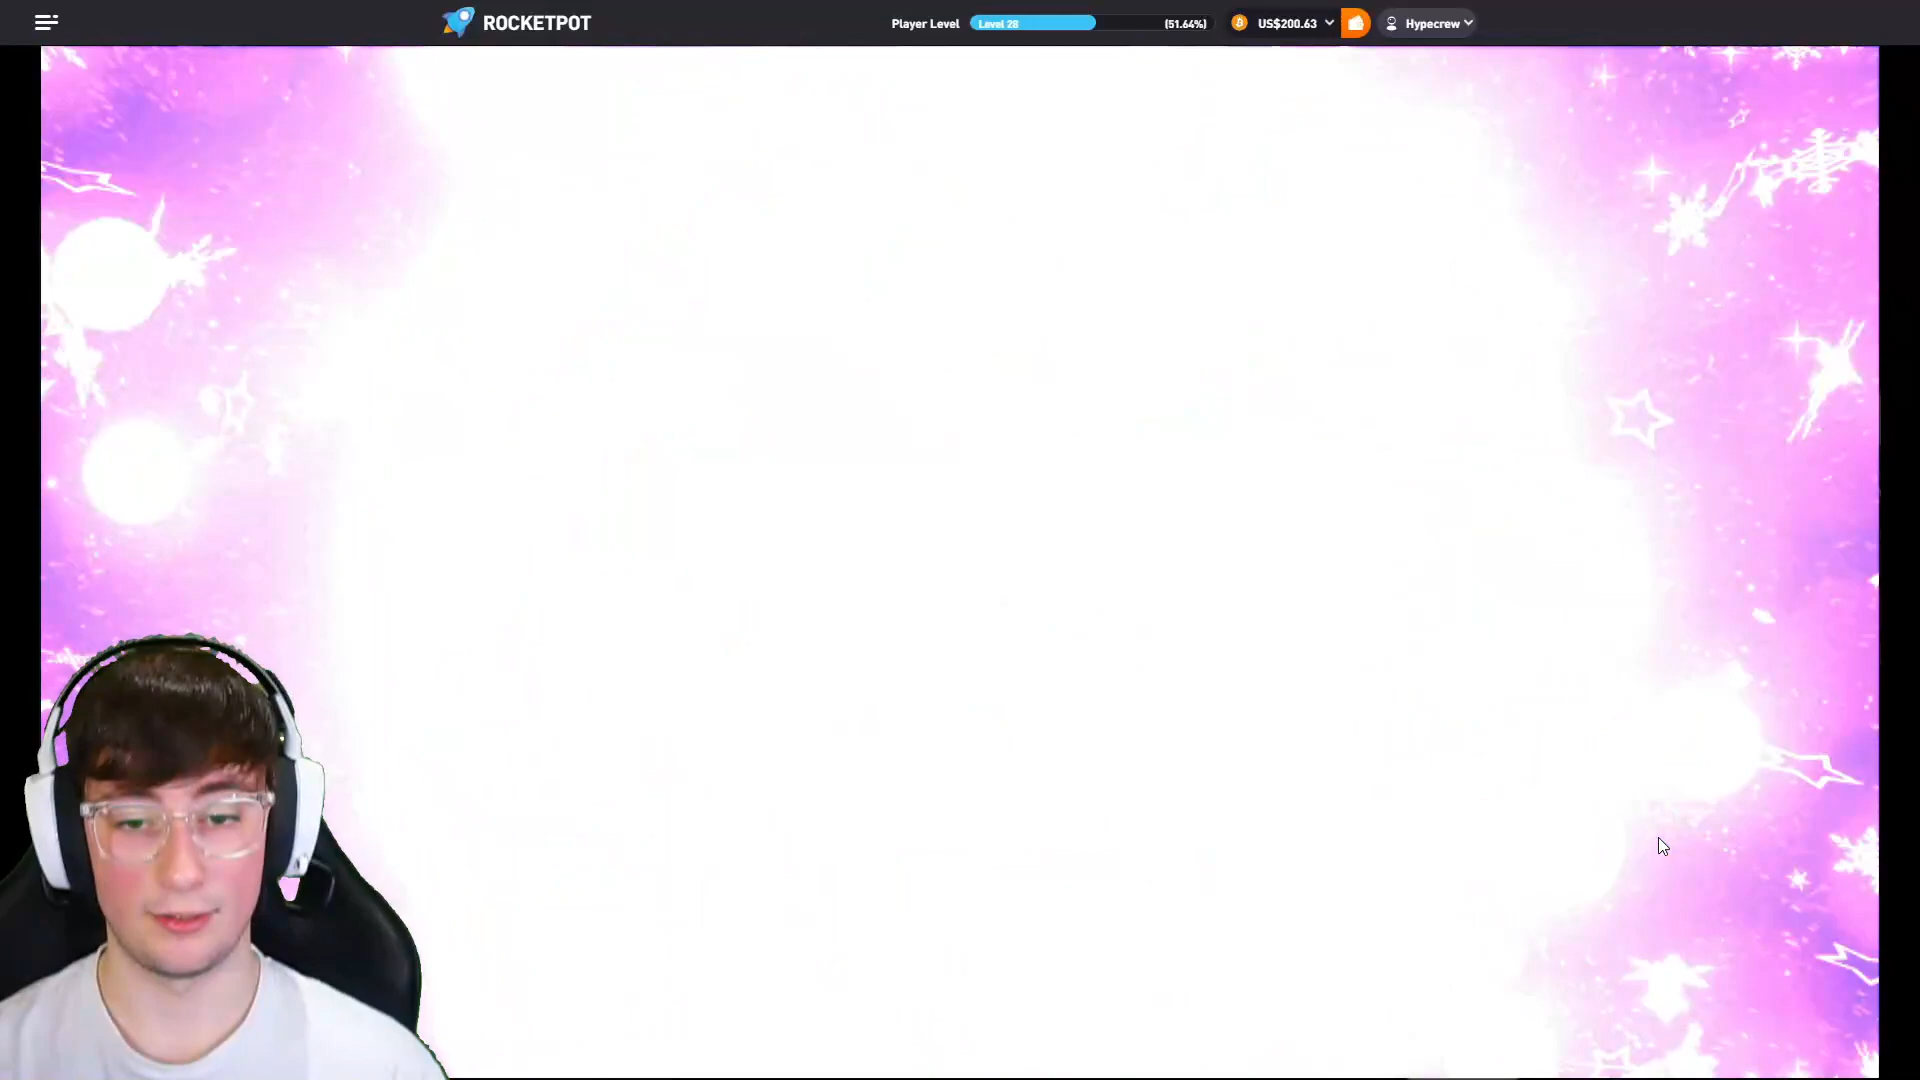 ROCKETPOT
Player Level
Level 28
(51.64%)
US$200.63
Hypecrew